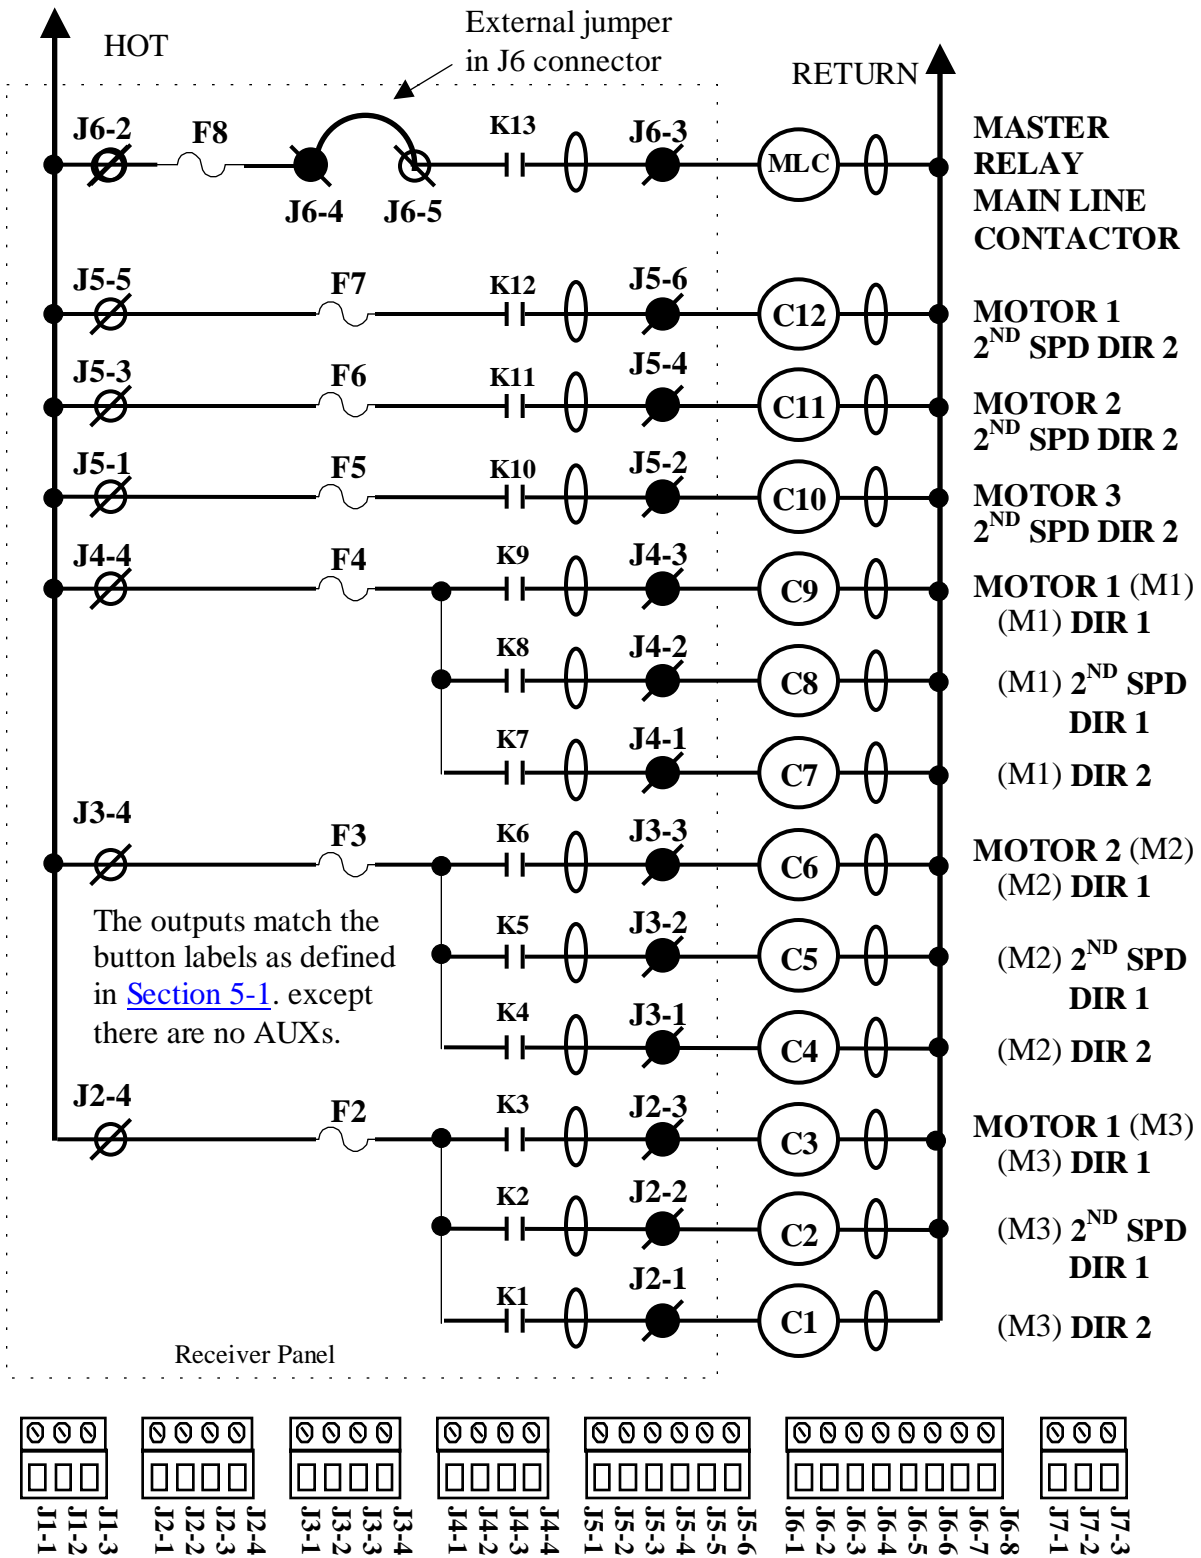 HOT
External jumper
in J6 connector
RETURN
J6-2
F8
J6-4
J6-5
K13
J6-3
MLC
MASTER
RELAY
MAIN LINE
CONTACTOR
J5-5
F7
K12
J5-6
C12
MOTOR 1
2ND SPD DIR 2
J5-3
F6
K11
J5-4
C11
MOTOR 2
2ND SPD DIR 2
J5-1
F5
K10
J5-2
C10
MOTOR 3
2ND SPD DIR 2
J4-4
F4
K9
J4-3
C9
MOTOR 1 (M1)
(M1) DIR 1
K8
J4-2
C8
(M1) 2ND SPD
DIR 1
K7
J4-1
C7
(M1) DIR 2
J3-4
F3
K6
J3-3
C6
MOTOR 2 (M2)
(M2) DIR 1
The outputs match the
button labels as defined
in Section 5-1. except
there are no AUXs.
K5
J3-2
C5
(M2) 2ND SPD
DIR 1
K4
J3-1
C4
(M2) DIR 2
J2-4
F2
K3
J2-3
C3
MOTOR 1 (M3)
(M3) DIR 1
K2
J2-2
C2
(M3) 2ND SPD
DIR 1
K1
J2-1
C1
(M3) DIR 2
Receiver Panel
J1-1
J1-2
J1-3
J2-1
J2-2
J2-3
J2-4
J3-1
J3-2
J3-3
J3-4
J4-1
J4-2
J4-3
J4-4
J5-1
J5-2
J5-3
J5-4
J5-5
J5-6
J6-1
J6-2
J6-3
J6-4
J6-5
J6-6
J6-7
J6-8
J7-1
J7-2
J7-3